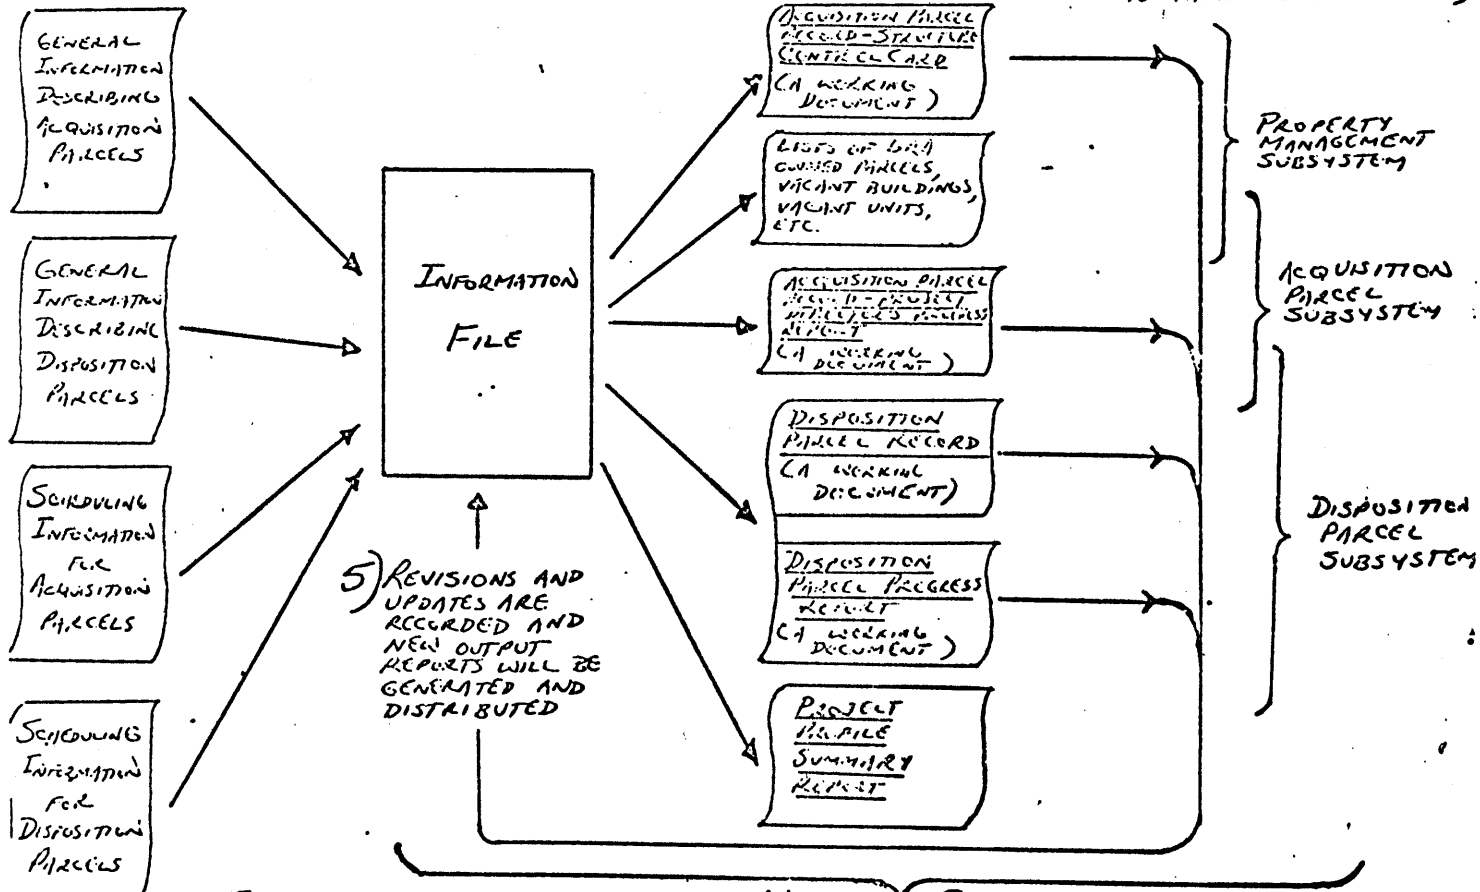 GENERAL
INFORMATION
DESCRIBING
ACQUISITION
PARCELS
GENERAL
INFORMATION
DESCRIBING
DISPOSITION
PARCELS
SCHEDULING
INFORMATION
FOR
ACQUISITION
PARCELS
SCHEDULING
INFORMATION
FOR
DISPOSITION
PARCELS
INFORMATION
FILE
5) REVISIONS AND
UPDATES ARE
RECORDED AND
NEW OUTPUT
REPORTS WILL BE
GENERATED AND
DISTRIBUTED
ACQUISITION PARCEL
RECORD-STRUCTURE
CONTROL CARD
(A WORKING
DOCUMENT)
LISTS OF BRA
OWNED PARCELS,
VACANT BUILDINGS,
VACANT UNITS,
ETC.
ACQUISITION PARCEL
RECORD-PROJECT
DIRECTOR'S PROGRESS
REPORT
(A WORKING
DOCUMENT)
DISPOSITION
PARCEL RECORD
(A WORKING
DOCUMENT)
DISPOSITION
PARCEL PROGRESS
REPORT
(A WORKING
DOCUMENT)
PROJECT
PROFILE
SUMMARY
REPORT
PROPERTY
MANAGEMENT
SUBSYSTEM
ACQUISITION
PARCEL
SUBSYSTEM
DISPOSITION
PARCEL
SUBSYSTEM